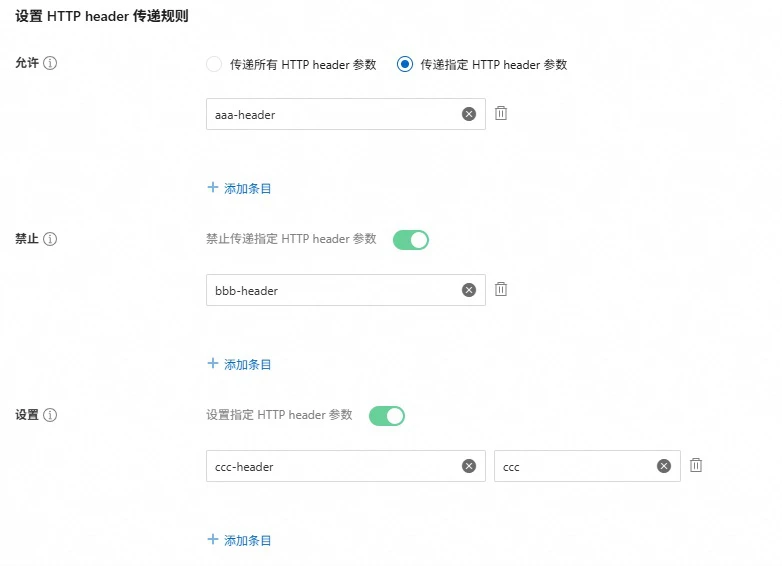 设置 HTTP header 传递规则
允许
传递所有 HTTP header 参数 传递指定 HTTP header 参数
aaa-header
添加条目
禁止
禁止传递指定 HTTP header 参数
bbb-header
添加条目
设置
设置指定 HTTP header 参数
ccc-header ccc
添加条目